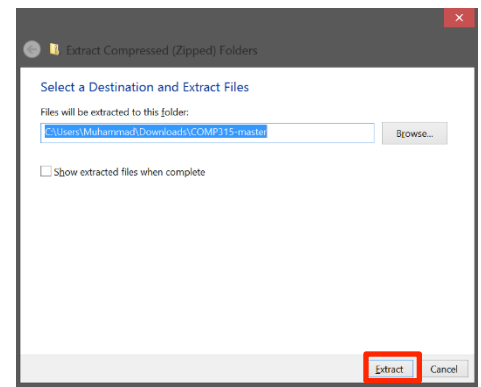 Extract Compressed (Zipped) Folders
Select a Destination and Extract Files
Files will be extracted to this folder:
C:\Users\Muhammad\Downloads\COMP315-master
Browse...
Show extracted files when complete
Extract
Cancel